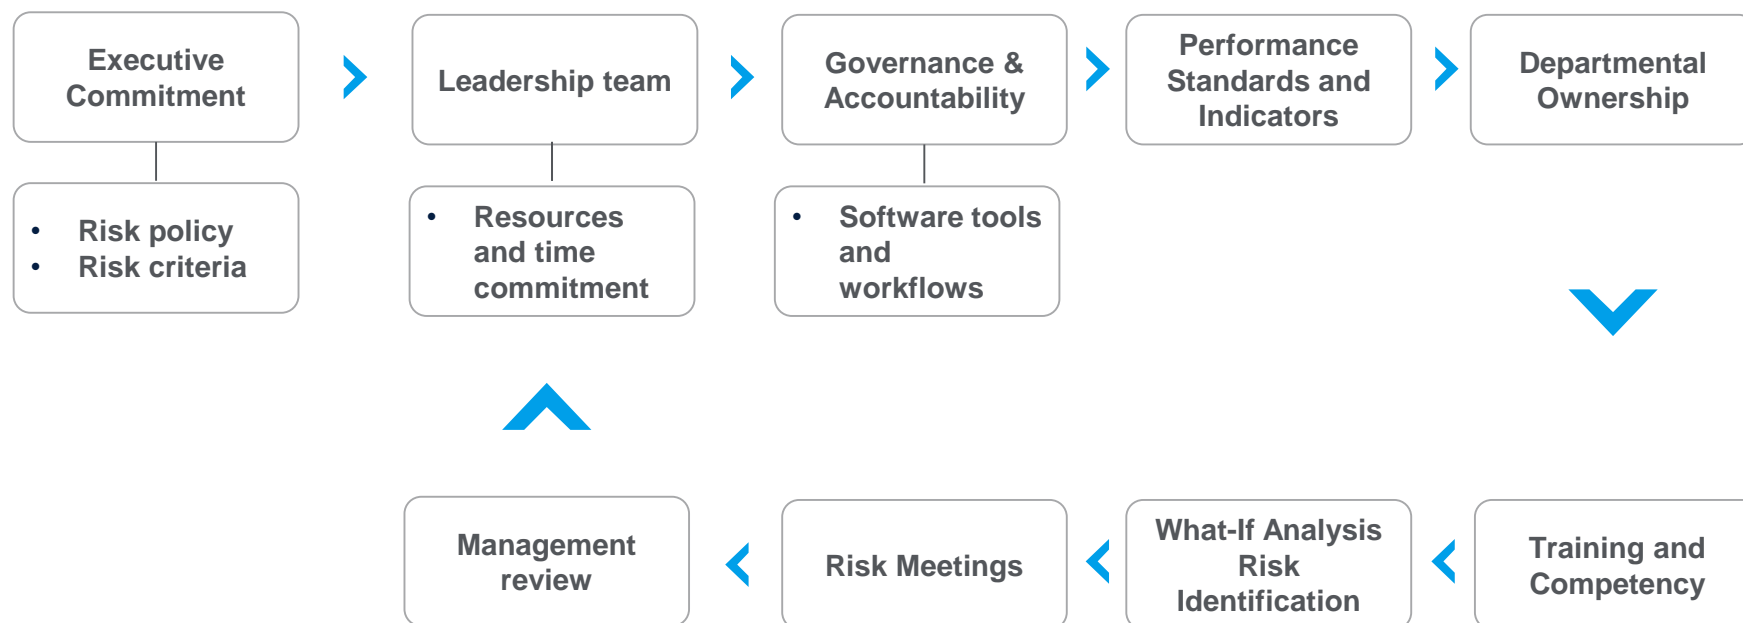 Executive
Commitment
Leadership team
Governance &
Accountability
Performance
Standards and
Indicators
Departmental
Ownership
• Risk policy
• Risk criteria
• Resources
and time
commitment
• Software tools
and
workflows
Management
review
Risk Meetings
What-If Analysis
Risk
Identification
Training and
Competency